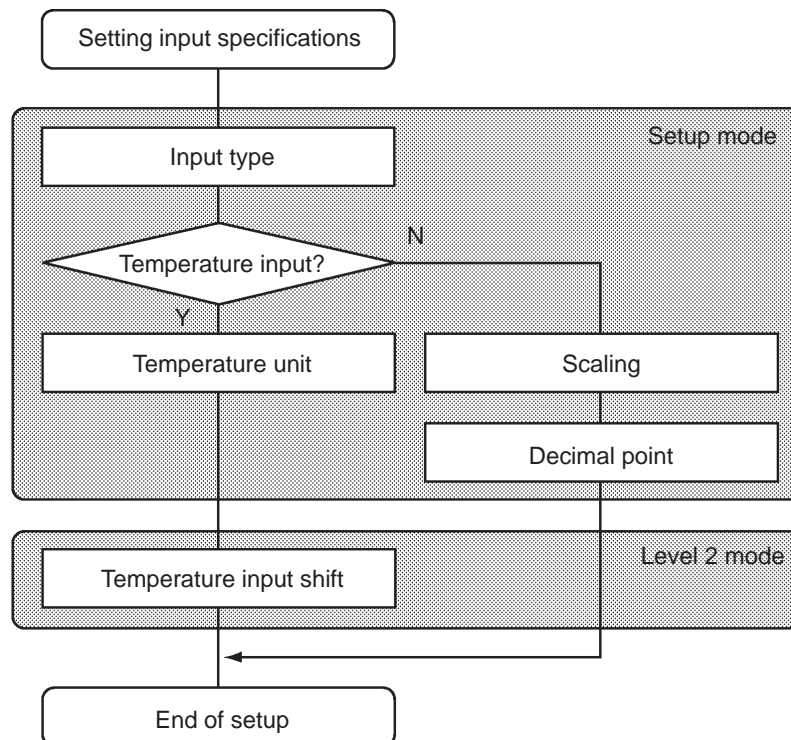 Setting input specifications
Setup mode
Input type
N
Temperature input?
Y
Temperature unit
Scaling
Decimal point
Level 2 mode
Temperature input shift
End of setup